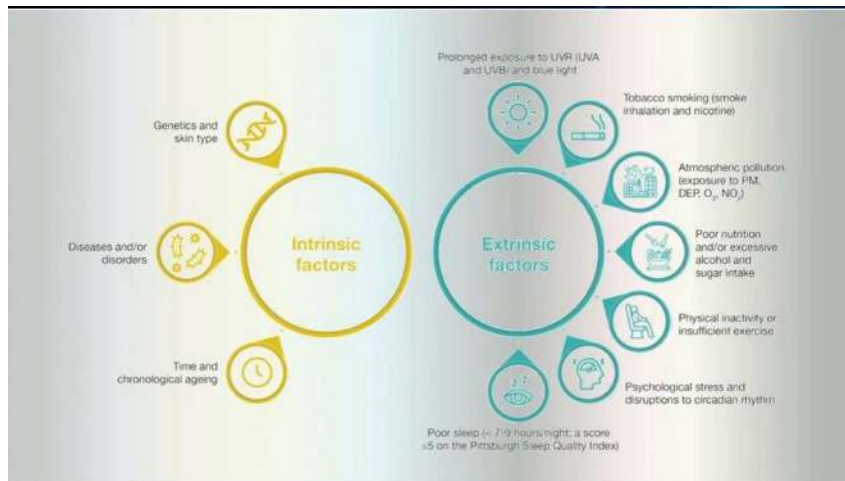 Prolonged exposure to UVR (UVA
and UVB) and blue light
Genetics and
skin type
Diseases and/or
disorders
Time and
chronological ageing
Intrinsic
factors
Extrinsic
factors
Tobacco smoking (smoke
inhalation and nicotine)
Atmospheric pollution
(exposure to PM,
DEP, O₃, NO₂)
Poor nutrition
and/or excessive
alcohol and
sugar intake
Physical inactivity or
insufficient exercise
Psychological stress and
disruptions to circadian rhythm
Poor sleep (< 7-9 hours/night; a score
≤5 on the Pittsburgh Sleep Quality Index)